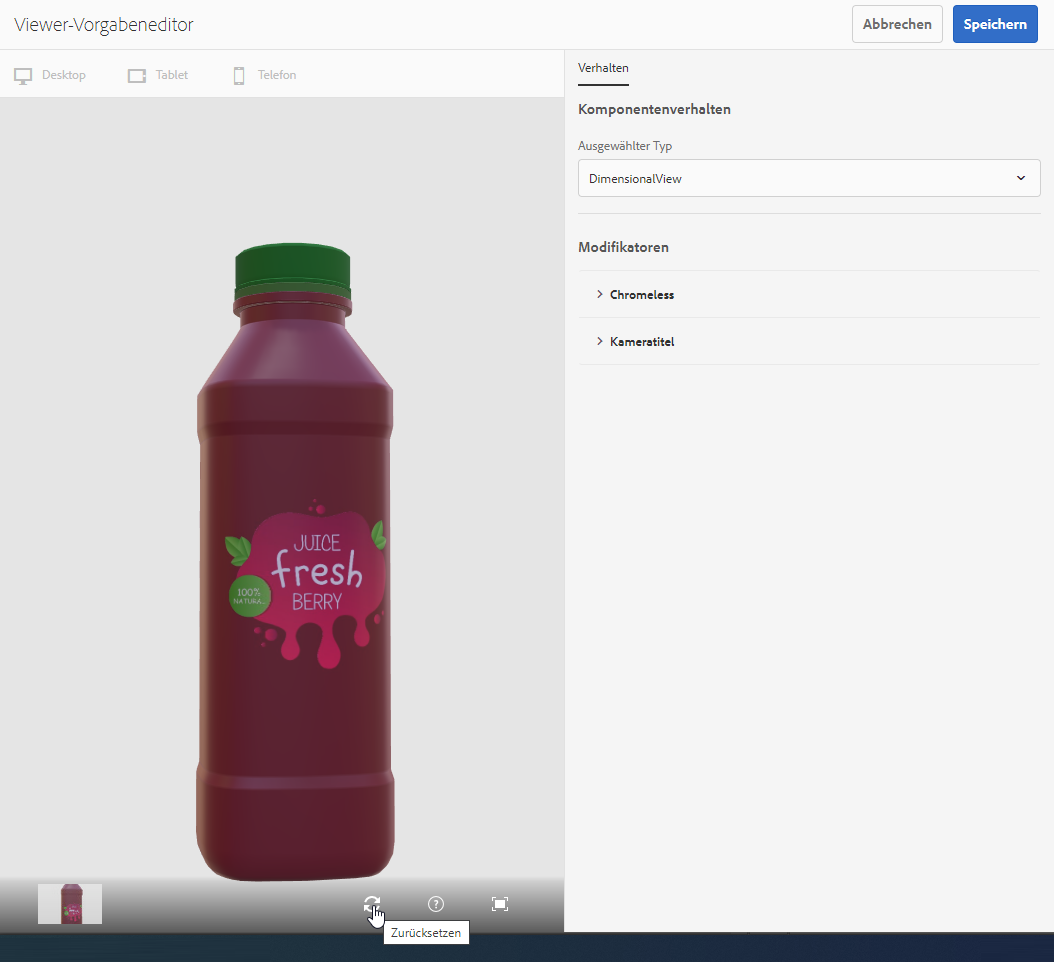 Viewer-Vorgabeneditor
Abbrechen
Speichern
Desktop
Tablet
Telefon
Verhalten
Komponentenverhalten
Ausgewählter Typ
DimensionalView
Modifikatoren
Chromeless
Kameratitel
JUICE
fresh
BERRY
100%
NATURA
?
Zurücksetzen